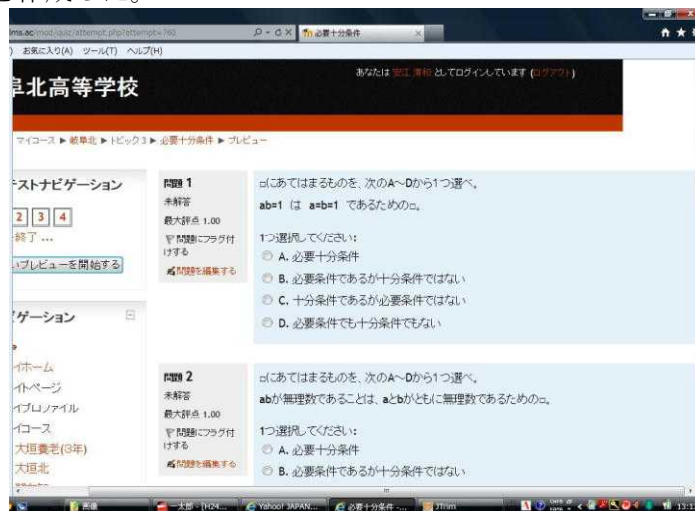 を作成した。
ms.ac/mod/quiz/attempt.php?attempt=760
必要十分条件
お気に入り(A) ツール(T) ヘルプ(H)
阜北高等学校
あなたは 安江 清和 としてログインしています (ログアウト)
マイコース ▶ 岐阜北 ▶ トピック3 ▶ 必要十分条件 ▶ プレビュー
テストナビゲーション
2 3 4
終了 ...
いプレビューを開始する
ナビゲーション
イホーム
イトページ
イプロファイル
イコース
大垣養老(3年)
大垣北
問題 1
未解答
最大評点 1.00
問題にフラグ付
けする
問題を編集する
□にあてはまるものを、次のA～Dから1つ選べ。
ab=1 は a=b=1 であるための□。
1つ選択してください:
A. 必要十分条件
B. 必要条件であるが十分条件ではない
C. 十分条件であるが必要条件ではない
D. 必要条件でも十分条件でもない
問題 2
未解答
最大評点 1.00
問題にフラグ付
けする
問題を編集する
□にあてはまるものを、次のA～Dから1つ選べ。
abが無理数であることは、aとbがともに無理数であるための□。
1つ選択してください:
A. 必要十分条件
B. 必要条件であるが十分条件ではない
画像
一太郎 - [H24...
Yahoo! JAPAN...
必要十分条件 -...
JTrim